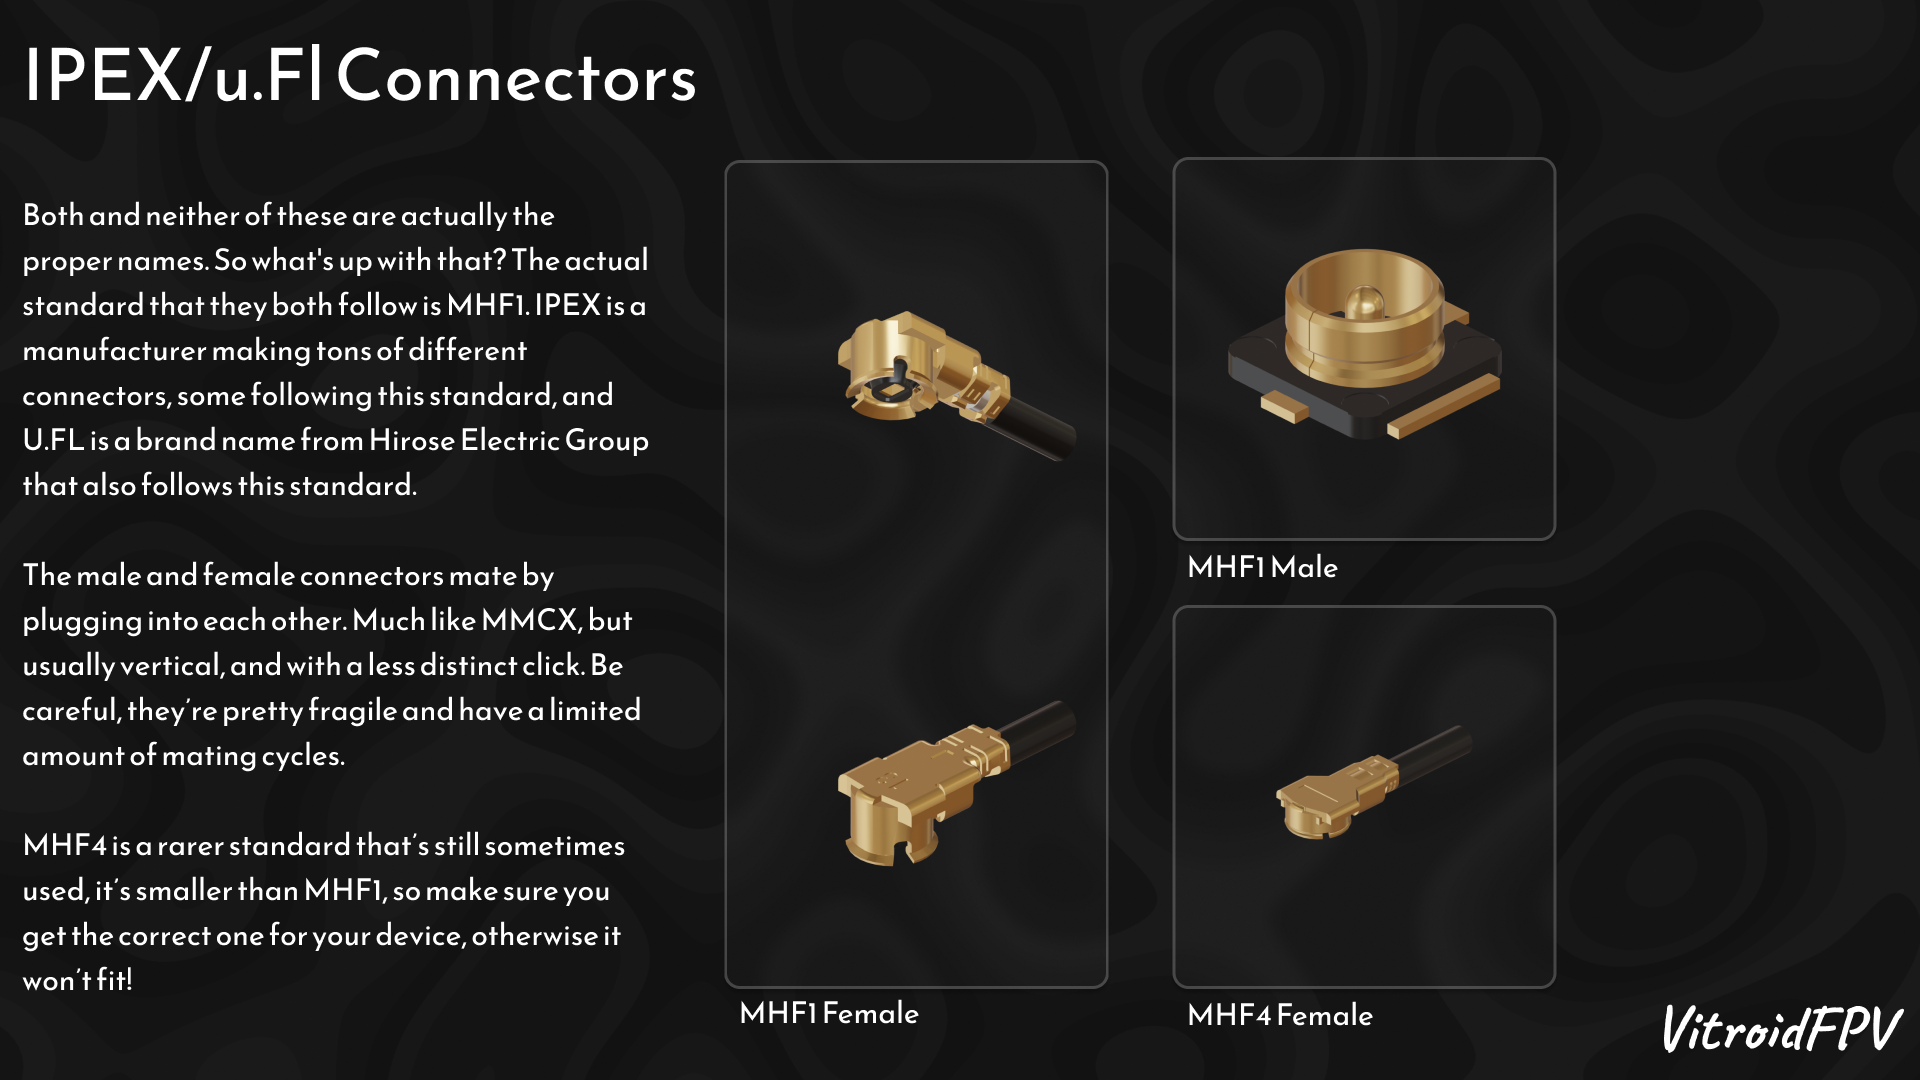 IPEX/u.Fl Connectors
Both and neither of these are actually the
proper names. So what's up with that? The actual
standard that they both follow is MHF1. IPEX is a
manufacturer making tons of different
connectors, some following this standard, and
U.FL is a brand name from Hirose Electric Group
that also follows this standard.
The male and female connectors mate by
plugging into each other. Much like MMCX, but
usually vertical, and with a less distinct click. Be
careful, they’re pretty fragile and have a limited
amount of mating cycles.
MHF4 is a rarer standard that’s still sometimes
used, it’s smaller than MHF1, so make sure you
get the correct one for your device, otherwise it
won’t fit!
MHF1 Female
MHF1 Male
MHF4 Female
VitroidFPV